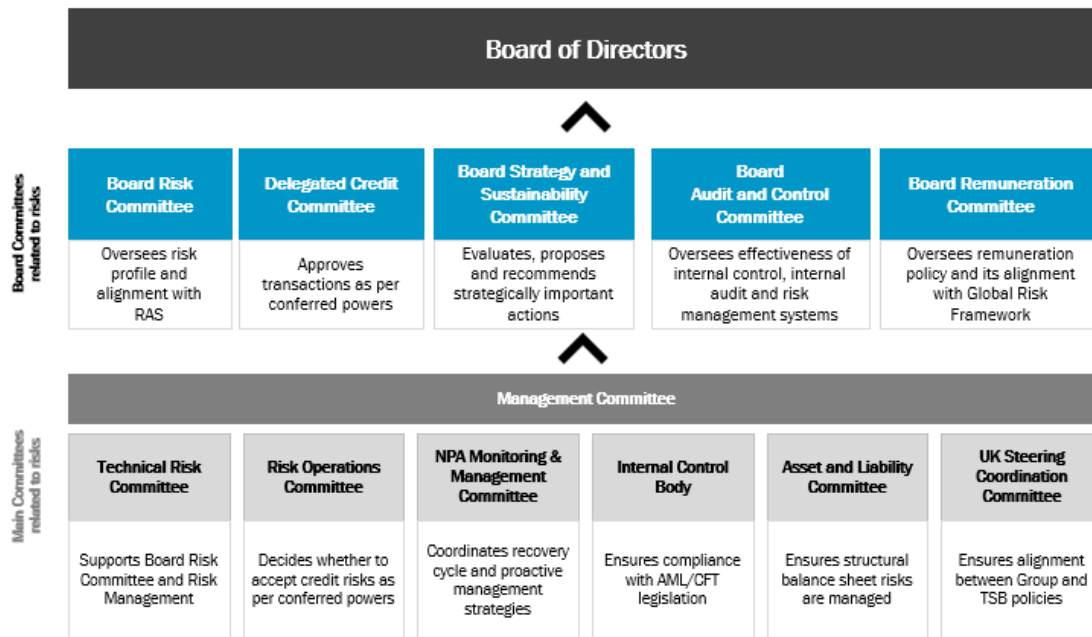 Board of Directors
Board Committees
related to risks
Board Risk
Committee
Delegated Credit
Committee
Board Strategy and
Sustainability
Committee
Board
Audit and Control
Committee
Board Remuneration
Committee
Oversees risk
profile and
alignment with
RAS
Approves
transactions as per
conferred powers
Evaluates, proposes
and recommends
strategically important
actions
Oversees effectiveness of
internal control, internal
audit and risk
management systems
Oversees remuneration
policy and its alignment
with Global Risk
Framework
Management Committee
Main Committees
related to risks
Technical Risk
Committee
Risk Operations
Committee
NPA Monitoring &
Management
Committee
Internal Control
Body
Asset and Liability
Committee
UK Steering
Coordination
Committee
Supports Board Risk
Committee and Risk
Management
Decides whether to
accept credit risks as
per conferred powers
Coordinates recovery
cycle and proactive
management
strategies
Ensures compliance
with AML/CFT
legislation
Ensures structural
balance sheet risks
are managed
Ensures alignment
between Group and
TSB policies